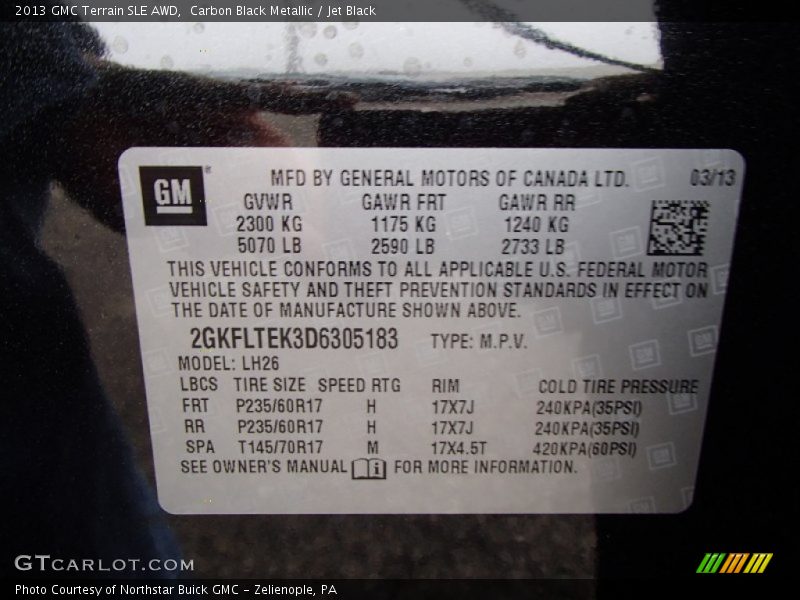 2013 GMC Terrain SLE AWD,  Carbon Black Metallic / Jet Black
GM®
MFD BY GENERAL MOTORS OF CANADA LTD. 03/13
GVWR GAWR FRT GAWR RR
2300 KG 1175 KG 1240 KG
5070 LB 2590 LB 2733 LB
THIS VEHICLE CONFORMS TO ALL APPLICABLE U.S. FEDERAL MOTOR
VEHICLE SAFETY AND THEFT PREVENTION STANDARDS IN EFFECT ON
THE DATE OF MANUFACTURE SHOWN ABOVE.
2GKFLTEK3D6305183 TYPE: M.P.V.
MODEL: LH26
LBCS TIRE SIZE SPEED RTG RIM COLD TIRE PRESSURE
FRT P235/60R17 H 17X7J 240KPA(35PSI)
RR P235/60R17 H 17X7J 240KPA(35PSI)
SPA T145/70R17 M 17X4.5T 420KPA(60PSI)
SEE OWNER'S MANUAL FOR MORE INFORMATION.
GTCARLOT.COM
Photo Courtesy of Northstar Buick GMC - Zelienople, PA